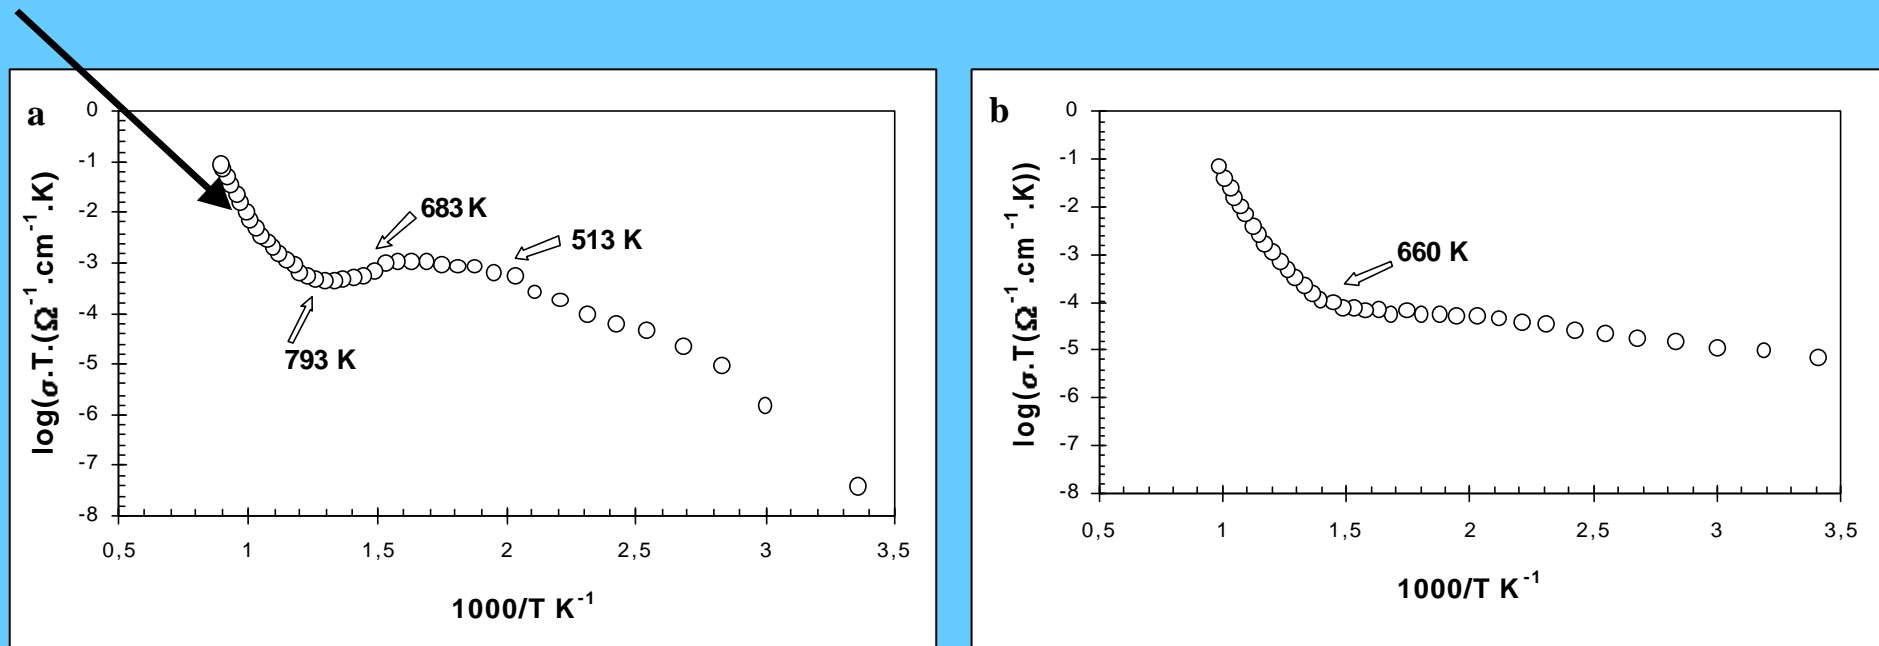 a
log(σ.T.(Ω⁻¹.cm⁻¹.K)
0
-1
-2
-3
-4
-5
-6
-7
-8
683 K
513 K
793 K
0,5 1 1,5 2 2,5 3 3,5
1000/T K⁻¹
b
log(σ.T(Ω⁻¹.cm⁻¹.K))
0
-1
-2
-3
-4
-5
-6
-7
-8
660 K
0,5 1 1,5 2 2,5 3 3,5
1000/T K⁻¹